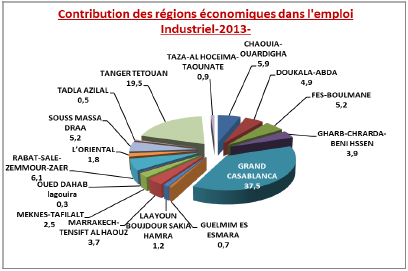 Contribution des régions économiques dans l'emploi
Industriel-2013-
TAZA-AL HOCEIMA-
TAOUNATE
0,9
CHAOUIA-
OUARDIGHA
5,9
DOUKALA-ABDA
4,9
FES-BOULMANE
5,2
GHARB-CHRARDA-
BENI HSSEN
3,9
GRAND
CASABLANCA
37,5
GUELMIM ES
ESMARA
0,7
LAAYOUN
BOUJDOUR SAKIA
HAMRA
1,2
MARRAKECH-
TENSIFT AL HAOUZ
3,7
MEKNES-TAFILALT
2,5
OUED DAHAB
lagouira
0,3
RABAT-SALE-
ZEMMOUR-ZAER
6,1
L'ORIENTAL
1,8
SOUSS MASSA
DRAA
5,2
TADLA AZILAL
0,5
TANGER TETOUAN
19,5